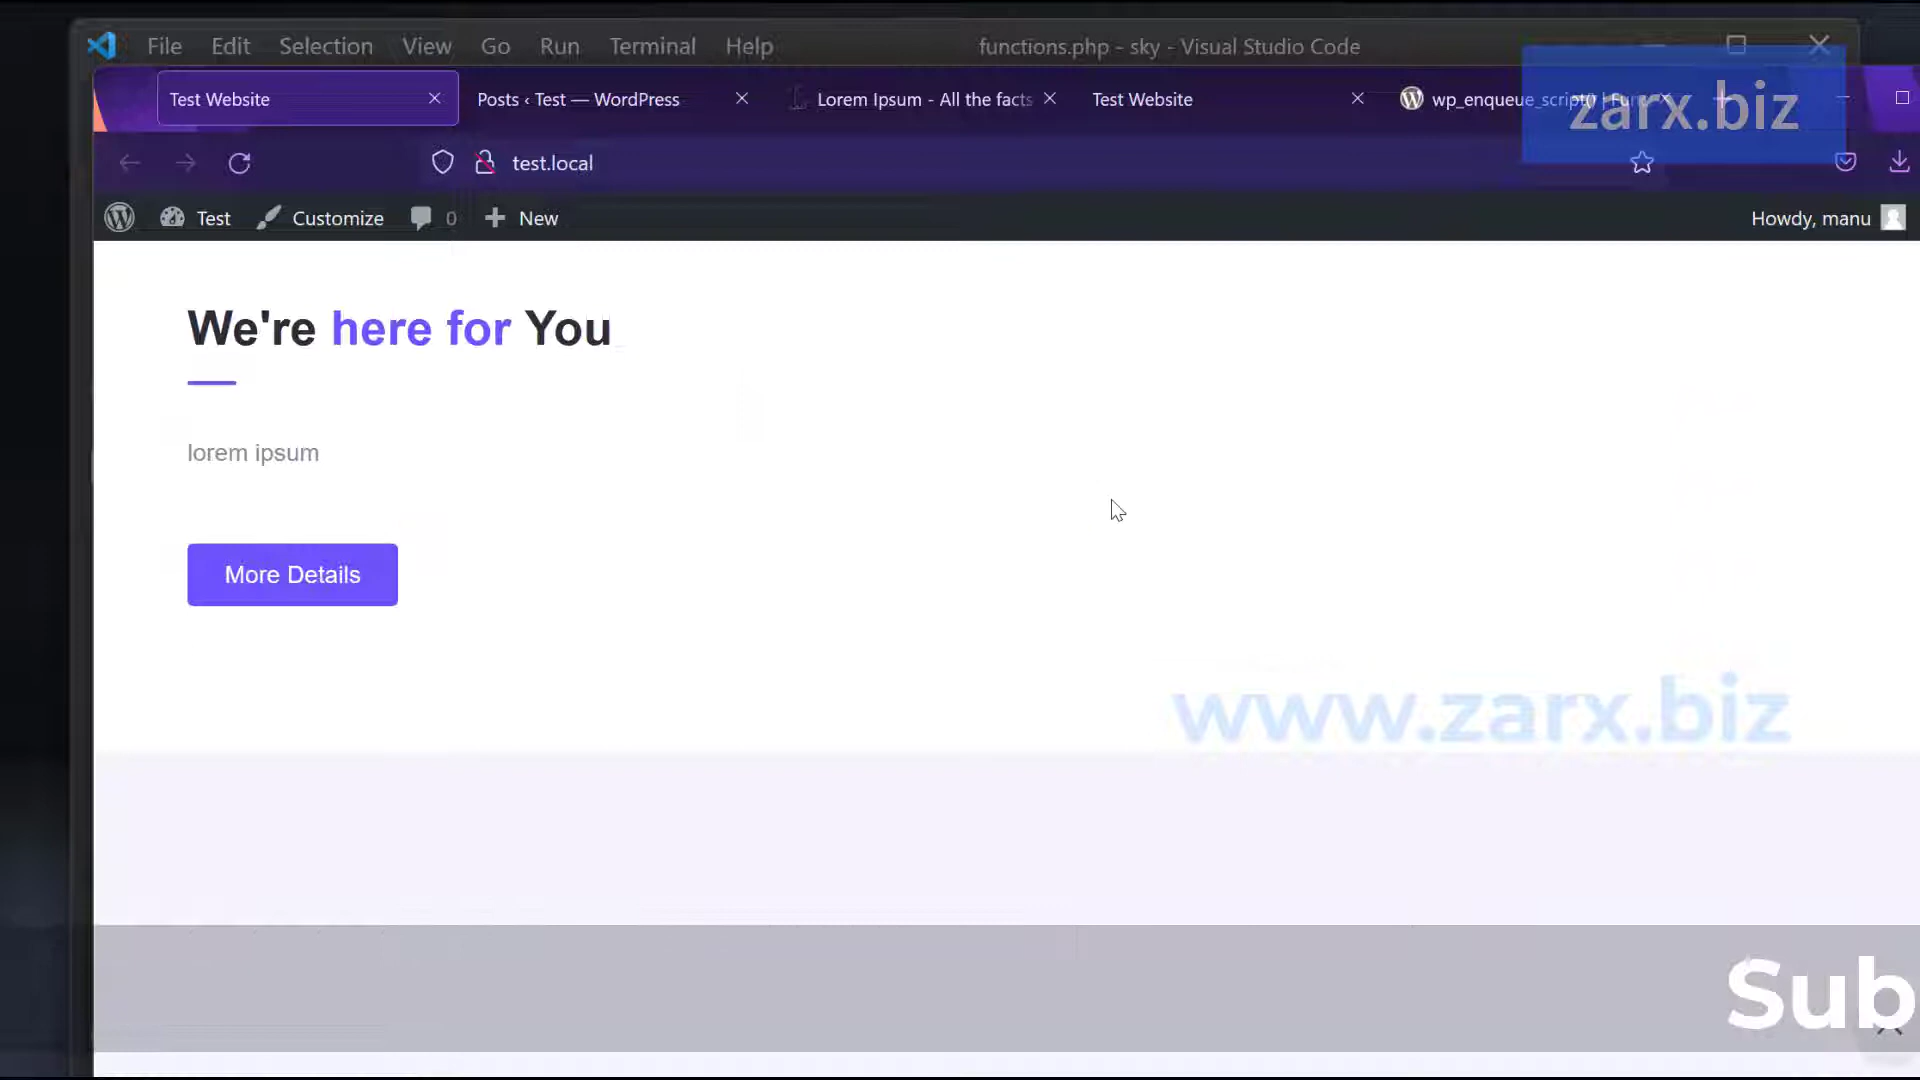 File Edit Selection View Go Run Terminal Help functions.php - sky - Visual Studio Code
Test Website Posts ‹ Test — WordPress Lorem Ipsum - All the facts Test Website wp_enqueue_script() | Fun
zarx.biz
test.local
Test Customize 0 New Howdy, manu
We're here for You
lorem ipsum
More Details
www.zarx.biz
Sub